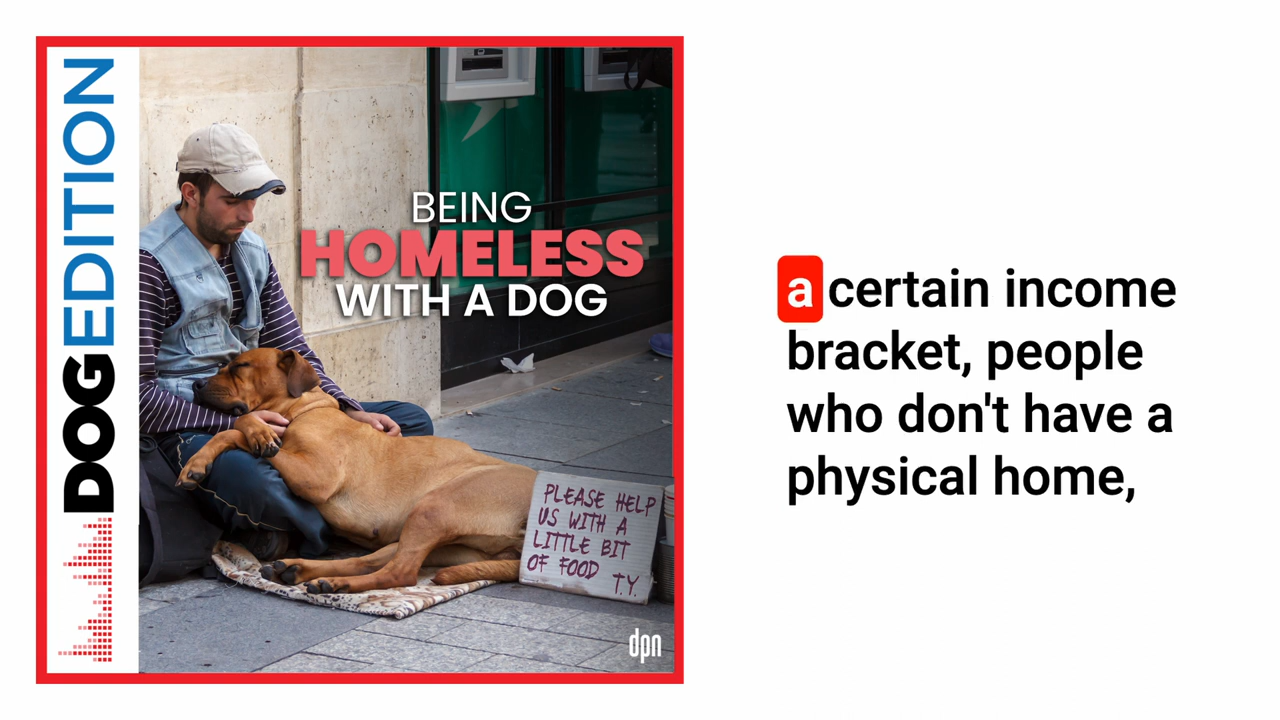 DOGEDITION
BEING
HOMELESS
WITH A DOG
PLEASE HELP
US WITH A
LITTLE BIT
OF FOOD
T.Y.
dpn
a certain income
bracket, people
who don't have a
physical home,